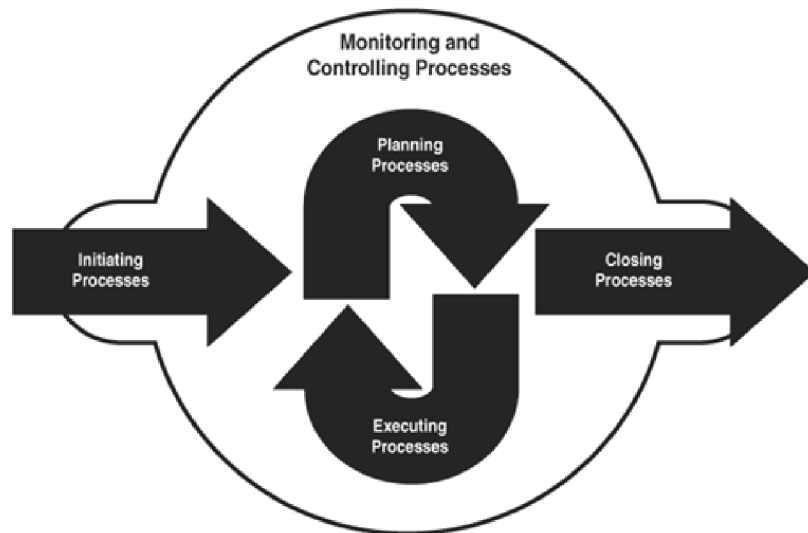 Monitoring and
Controlling Processes
Planning
Processes
Initiating
Processes
Closing
Processes
Executing
Processes